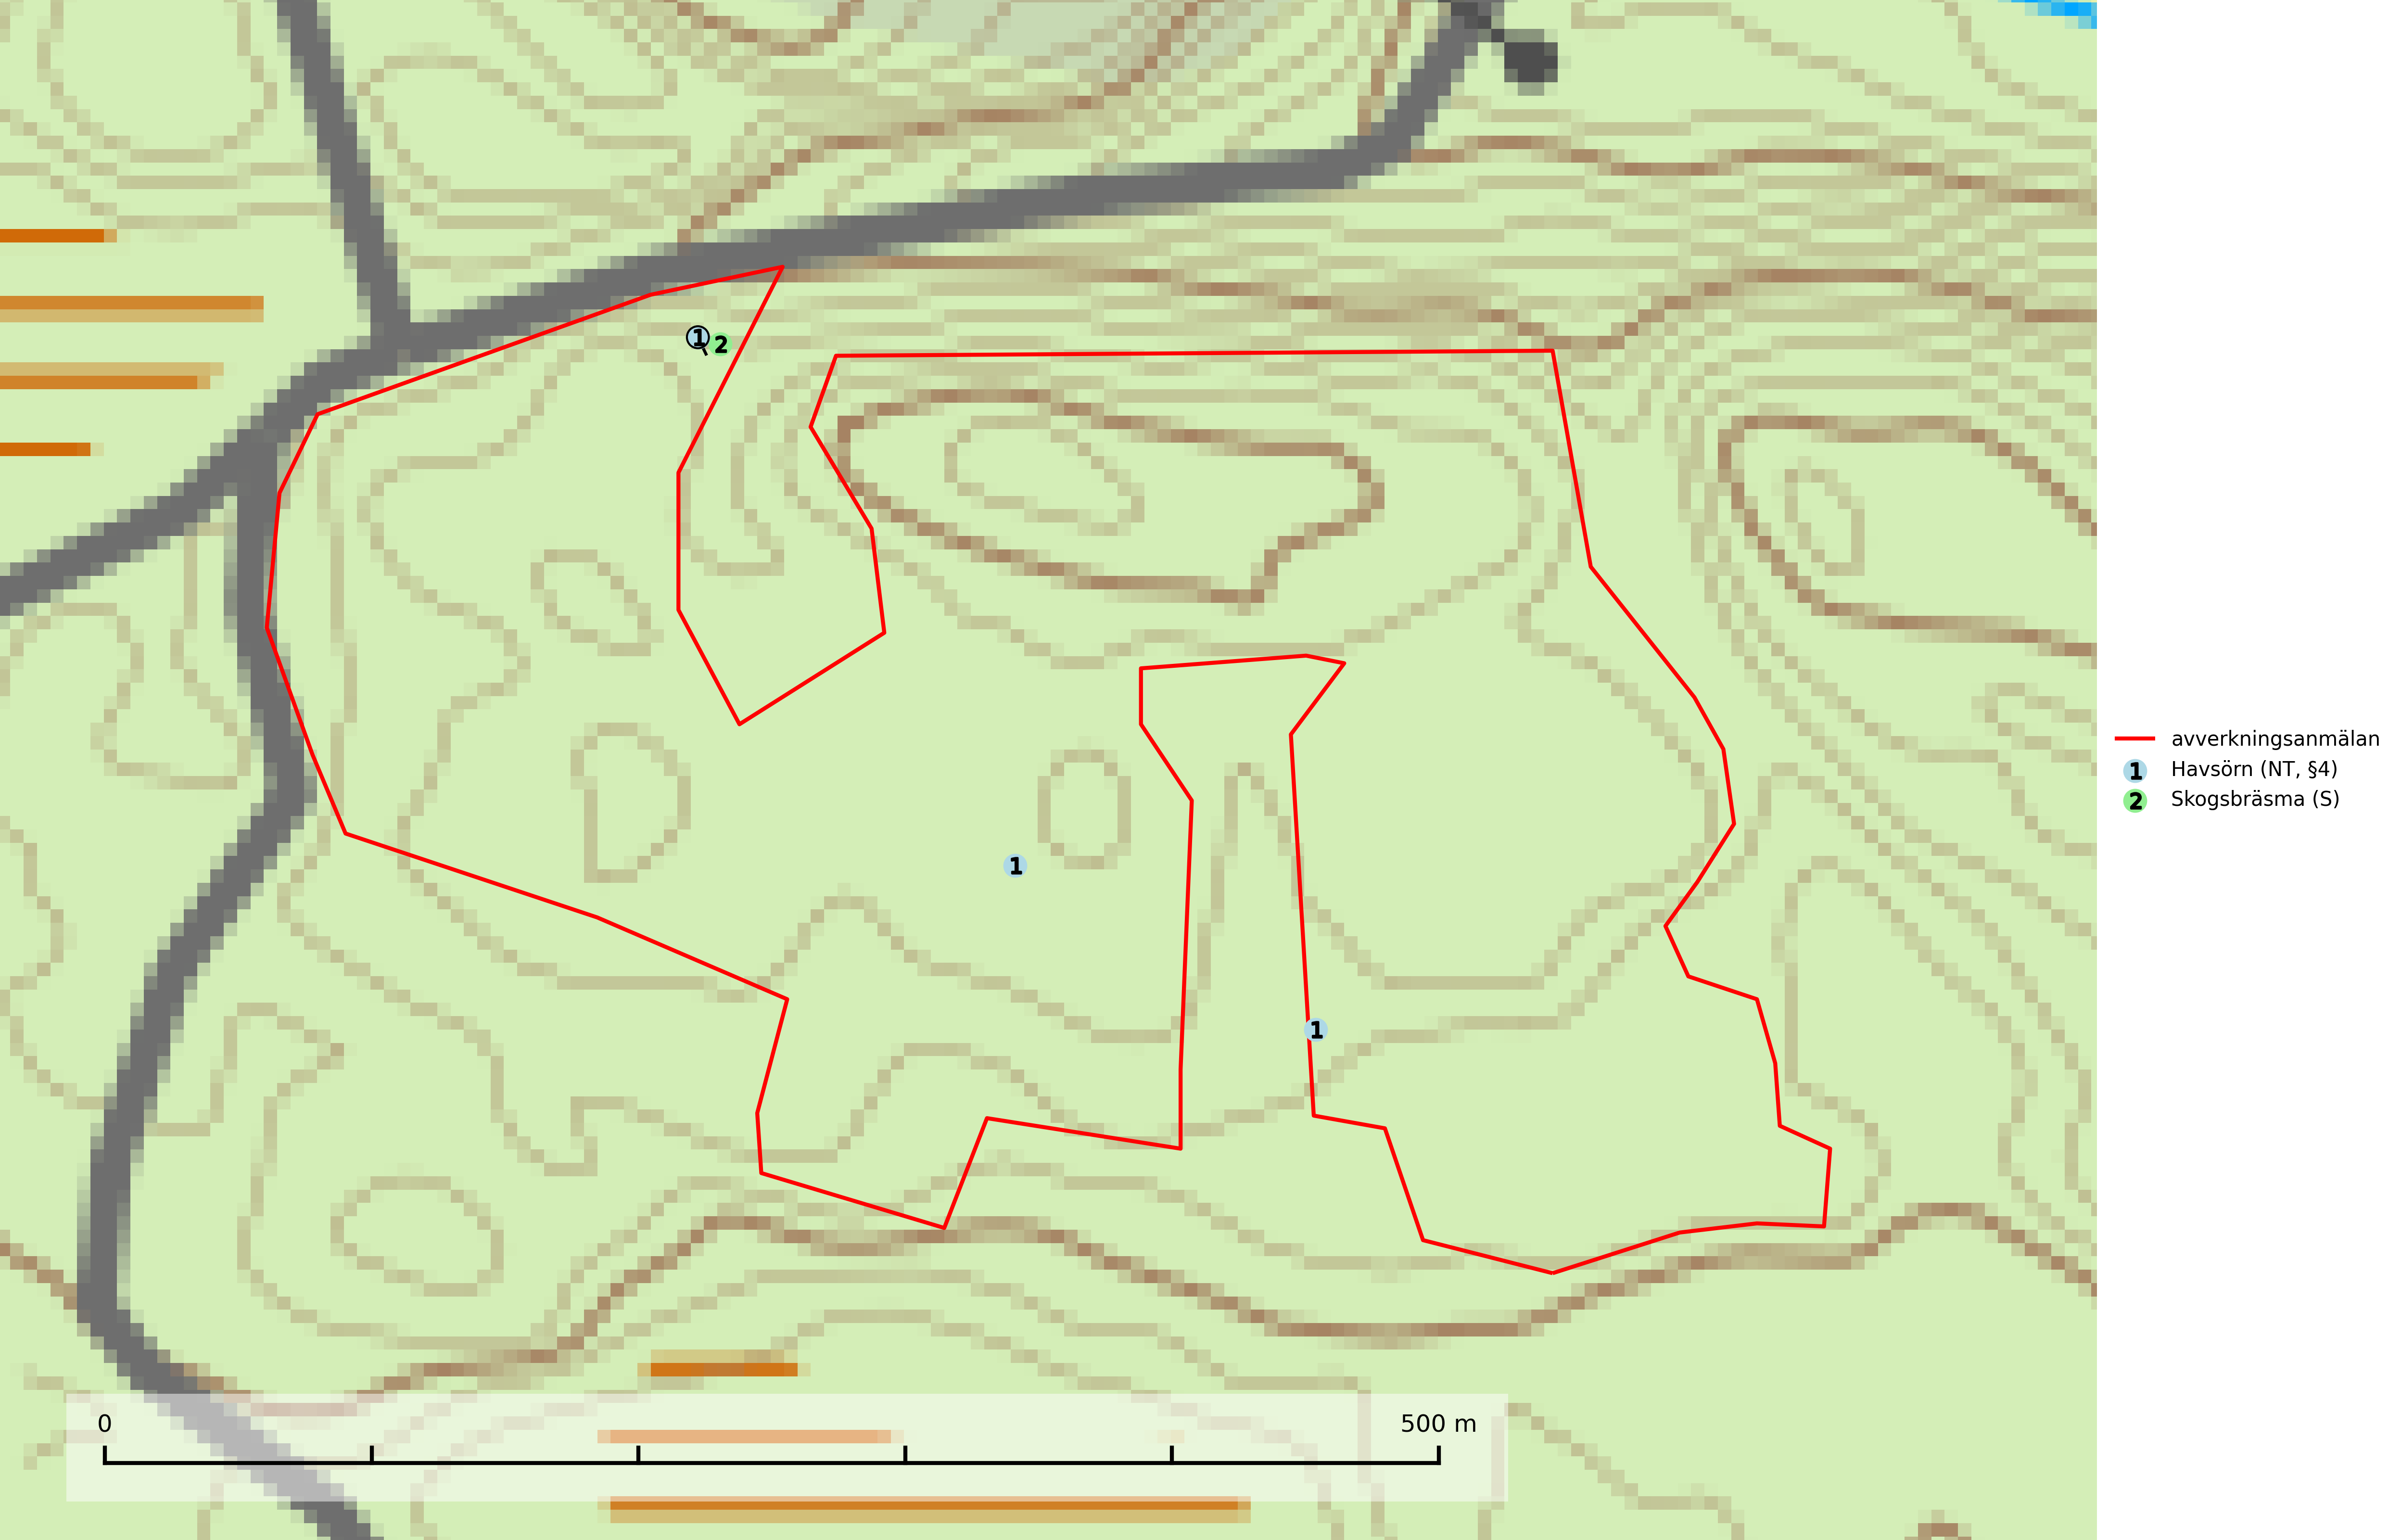 1 2
1
1
avverkningsanmälan
1 Havsörn (NT, §4)
2 Skogsbräsma (S)
0 500 m